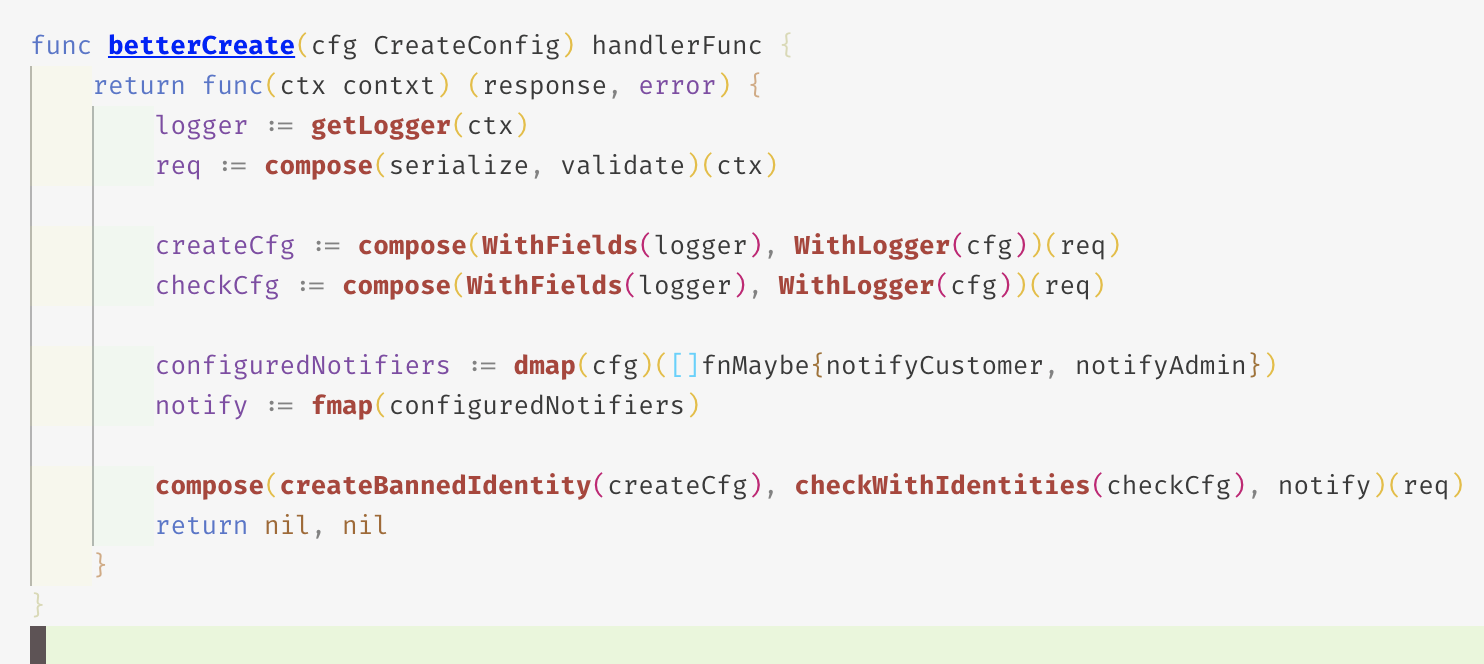 func betterCreate(cfg CreateConfig) handlerFunc {
    return func(ctx contxt) (response, error) {
        logger := getLogger(ctx)
        req := compose(serialize, validate)(ctx)

        createCfg := compose(WithFields(logger), WithLogger(cfg))(req)
        checkCfg := compose(WithFields(logger), WithLogger(cfg))(req)

        configuredNotifiers := dmap(cfg)([]fnMaybe{notifyCustomer, notifyAdmin})
        notify := fmap(configuredNotifiers)

        compose(createBannedIdentity(createCfg), checkWithIdentities(checkCfg), notify)(req)
        return nil, nil
    }
}